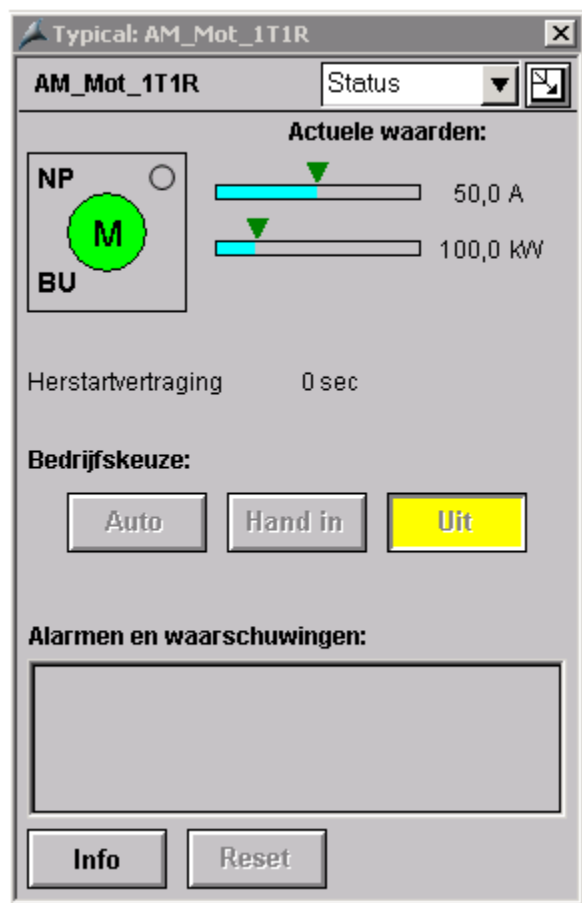 Typical: AM_Mot_1T1R
AM_Mot_1T1R
Status
Actuele waarden:
NP
M
BU
50,0 A
100,0 kW
Herstartvertraging 0 sec
Bedrijfskeuze:
Auto Hand in Uit
Alarmen en waarschuwingen:
Info Reset